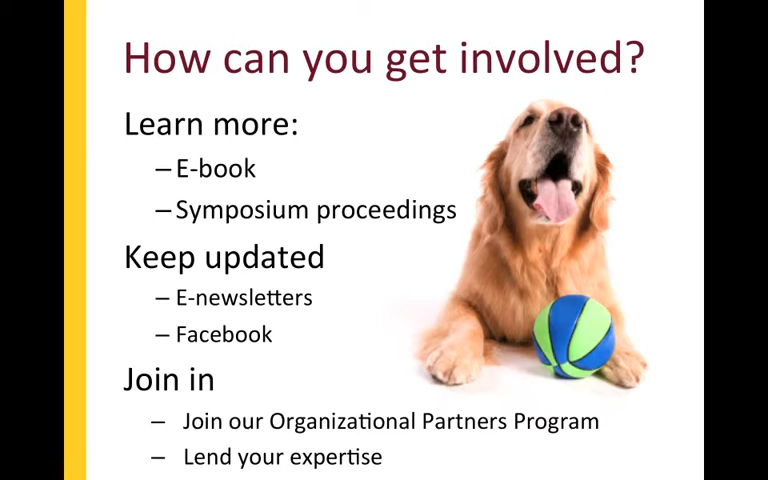 How can you get involved?
Learn more:
– E-book
– Symposium proceedings
Keep updated
– E-newsletters
– Facebook
Join in
– Join our Organizational Partners Program
– Lend your expertise